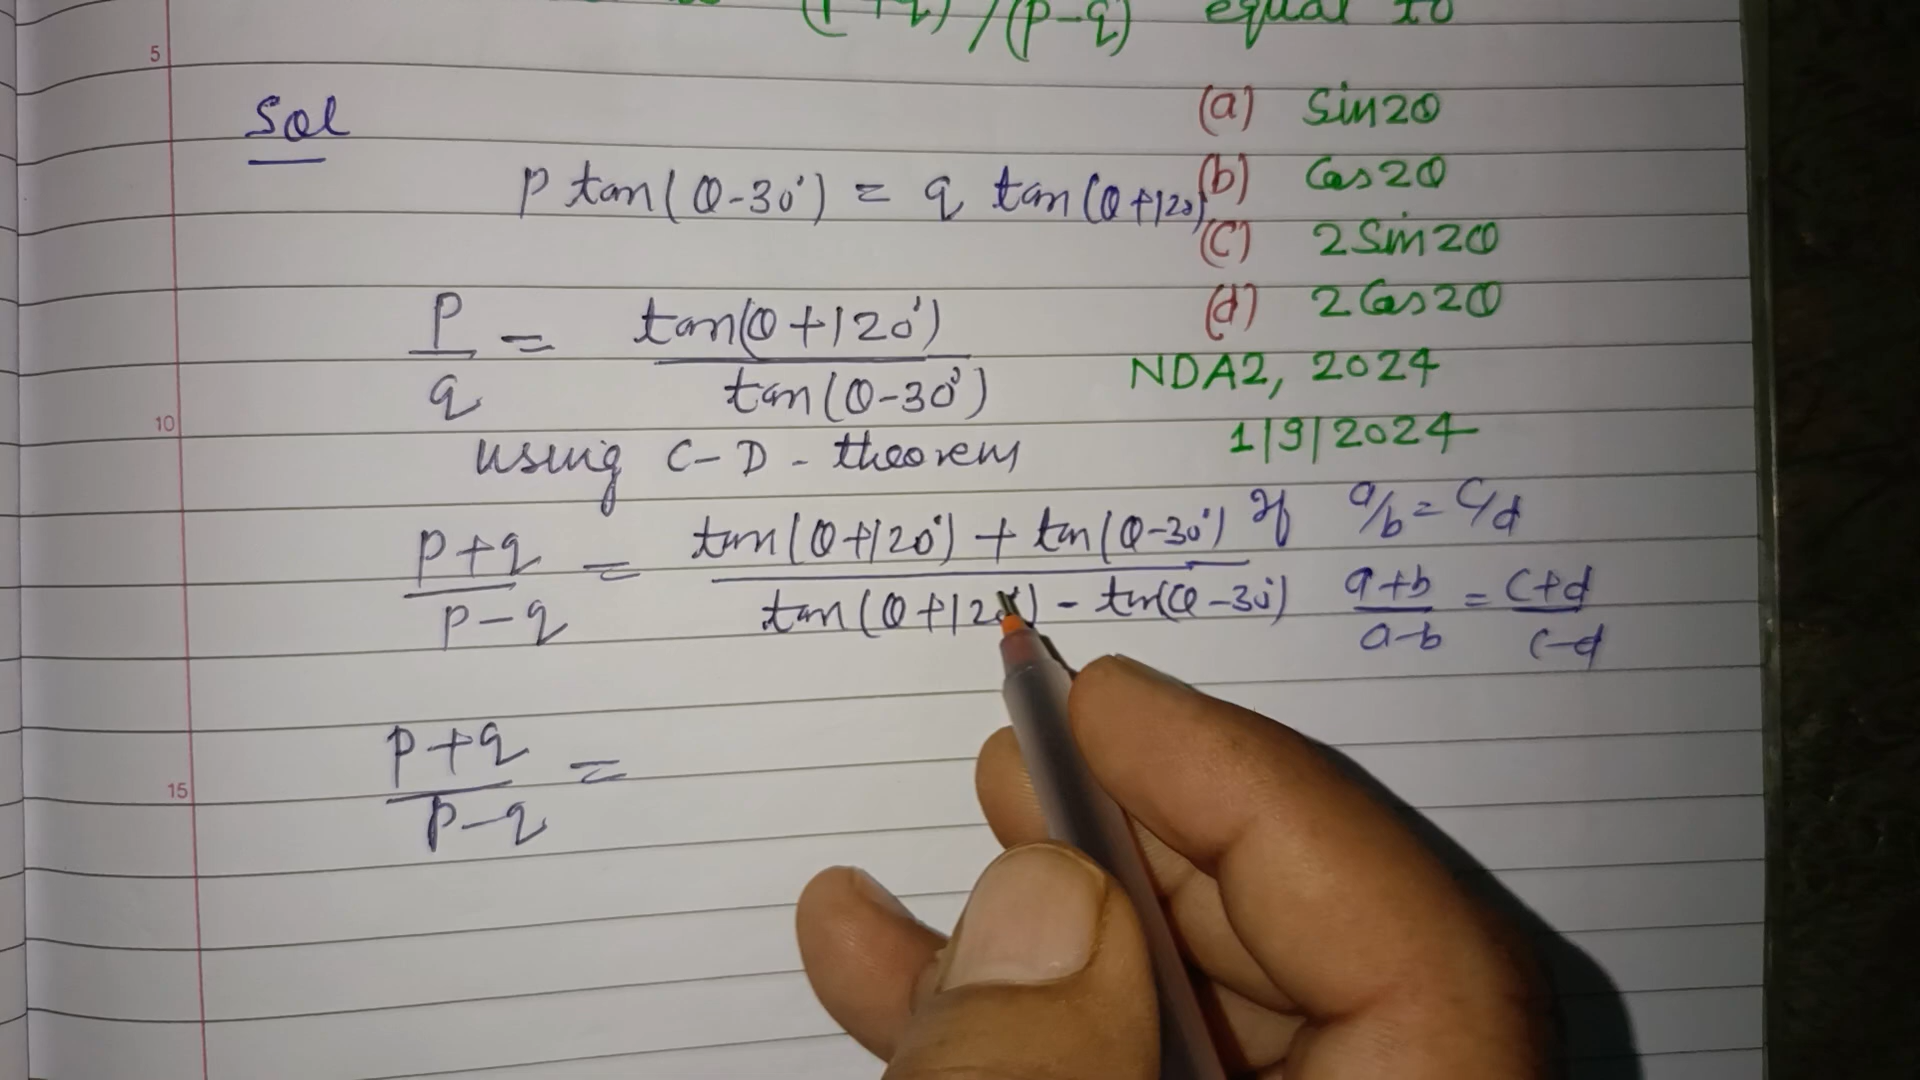 (p+q)/(p-q) equal to
5
Sol
(a) Sin2θ
p tan(θ-30°) = q tan(θ+120)
(b) Cos2θ
(c) 2Sin2θ
(d) 2Cos2θ
p/q = tan(θ+120°)/tan(θ-30°)
NDA2, 2024
10
using C-D-theorem
1/9/2024
(p+q)/(p-q) = (tan(θ+120°) + tan(θ-30°))/(tan(θ+120°) - tan(θ-30°))
If a/b = c/d
(a+b)/(a-b) = (c+d)/(c-d)
(p+q)/(p-q) =
15